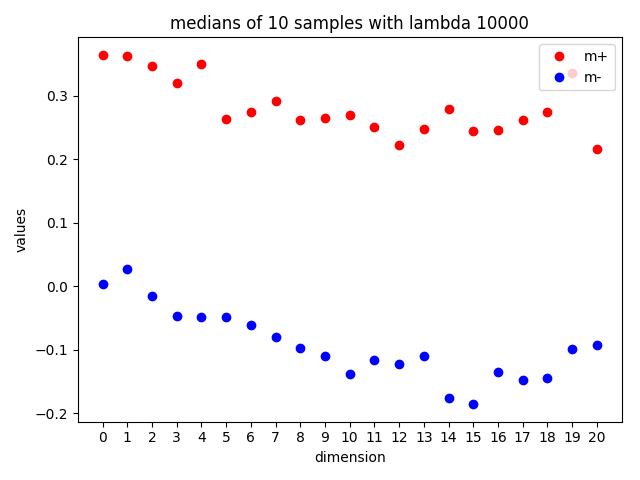 medians of 10 samples with lambda 10000
m+
m-
values
0.3
0.2
0.1
0.0
−0.1
−0.2
0 1 2 3 4 5 6 7 8 9 10 11 12 13 14 15 16 17 18 19 20
dimension